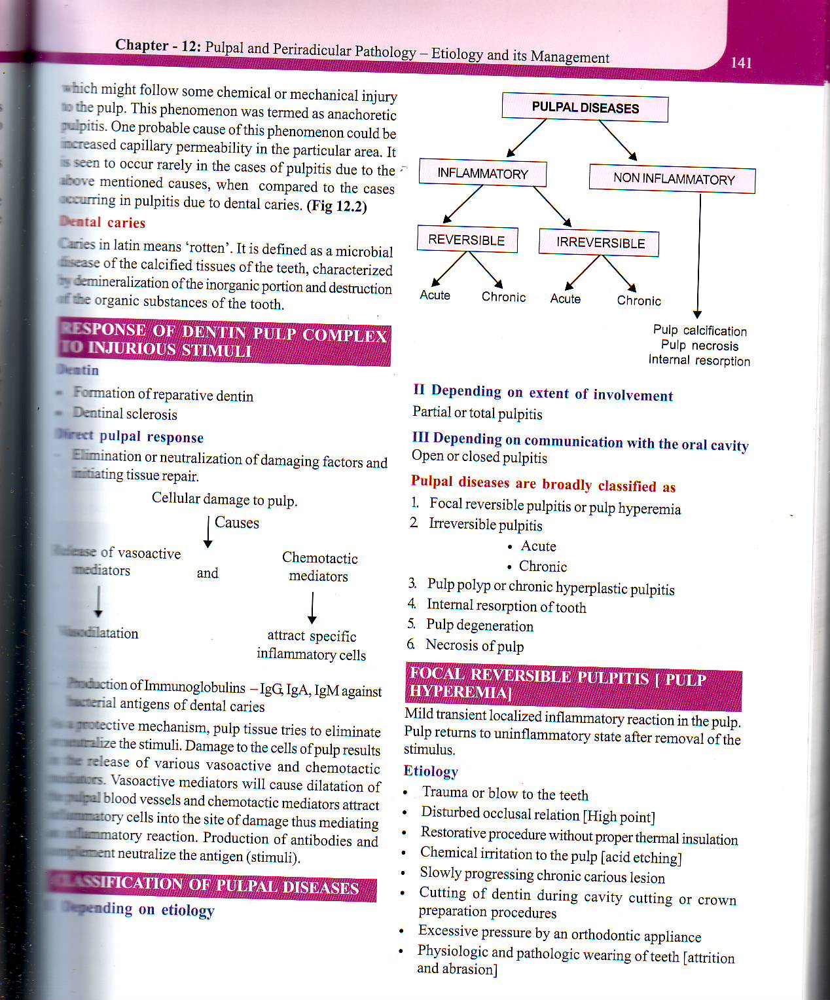 Chapter - 12: Pulpal and Periradicular Pathology – Etiology and its Management
141
which might follow some chemical or mechanical injury
to the pulp. This phenomenon was termed as anachoretic
pulpitis. One probable cause of this phenomenon could be
increased capillary permeability in the particular area. It
is seen to occur rarely in the cases of pulpitis due to the
above mentioned causes, when compared to the cases
occurring in pulpitis due to dental caries. (Fig 12.2)
Dental caries
Caries in latin means ‘rotten’. It is defined as a microbial
disease of the calcified tissues of the teeth, characterized
by demineralization of the inorganic portion and destruction
of the organic substances of the tooth.
RESPONSE OF DENTIN PULP COMPLEX
TO INJURIOUS STIMULI
Dentin
- Formation of reparative dentin
- Dentinal sclerosis
Direct pulpal response
- Elimination or neutralization of damaging factors and
initiating tissue repair.
Cellular damage to pulp.
Causes
Release of vasoactive
mediators
and
Chemotactic
mediators
Vasodilatation
attract specific
inflammatory cells
- Production of Immunoglobulins – IgG, IgA, IgM against
bacterial antigens of dental caries
As a protective mechanism, pulp tissue tries to eliminate
or neutralize the stimuli. Damage to the cells of pulp results
in the release of various vasoactive and chemotactic
mediators. Vasoactive mediators will cause dilatation of
the pulpal blood vessels and chemotactic mediators attract
inflammatory cells into the site of damage thus mediating
an inflammatory reaction. Production of antibodies and
complement neutralize the antigen (stimuli).
CLASSIFICATION OF PULPAL DISEASES
Depending on etiology
PULPAL DISEASES
INFLAMMATORY
NON INFLAMMATORY
REVERSIBLE
IRREVERSIBLE
Acute
Chronic
Acute
Chronic
Pulp calcification
Pulp necrosis
Internal resorption
II Depending on extent of involvement
Partial or total pulpitis
III Depending on communication with the oral cavity
Open or closed pulpitis
Pulpal diseases are broadly classified as
1. Focal reversible pulpitis or pulp hyperemia
2. Irreversible pulpitis
• Acute
• Chronic
3. Pulp polyp or chronic hyperplastic pulpitis
4. Internal resorption of tooth
5. Pulp degeneration
6. Necrosis of pulp
FOCAL REVERSIBLE PULPITIS [ PULP
HYPEREMIA]
Mild transient localized inflammatory reaction in the pulp.
Pulp returns to uninflammatory state after removal of the
stimulus.
Etiology
• Trauma or blow to the teeth
• Disturbed occlusal relation [High point]
• Restorative procedure without proper thermal insulation
• Chemical irritation to the pulp [acid etching]
• Slowly progressing chronic carious lesion
• Cutting of dentin during cavity cutting or crown
preparation procedures
• Excessive pressure by an orthodontic appliance
• Physiologic and pathologic wearing of teeth [attrition
and abrasion]